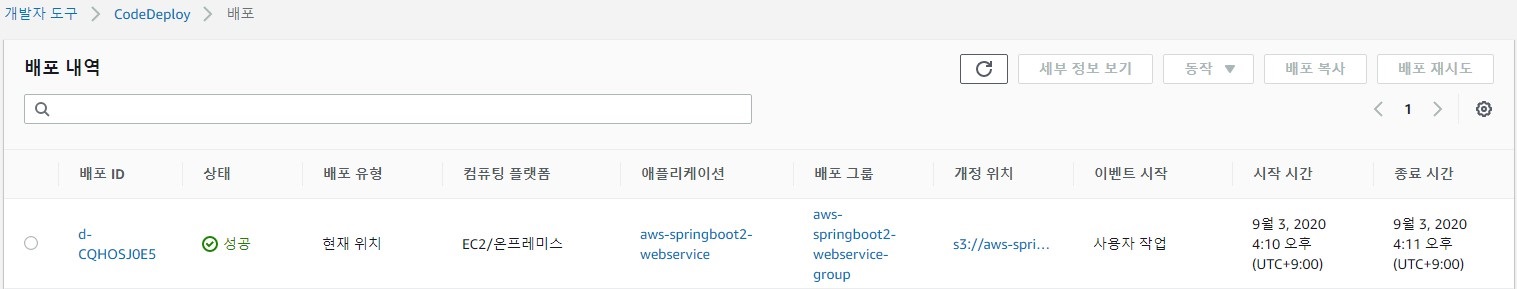 개발자 도구 > CodeDeploy > 배포
배포 내역
세부 정보 보기 동작 배포 복사 배포 재시도
1
배포 ID 상태 배포 유형 컴퓨팅 플랫폼 애플리케이션 배포 그룹 개정 위치 이벤트 시작 시작 시간 종료 시간
d-
CQHOSJ0E5
성공
현재 위치
EC2/온프레미스
aws-springboot2-
webservice
aws-
springboot2-
webservice-
group
s3://aws-spri...
사용자 작업
9월 3, 2020
4:10 오후
(UTC+9:00)
9월 3, 2020
4:11 오후
(UTC+9:00)